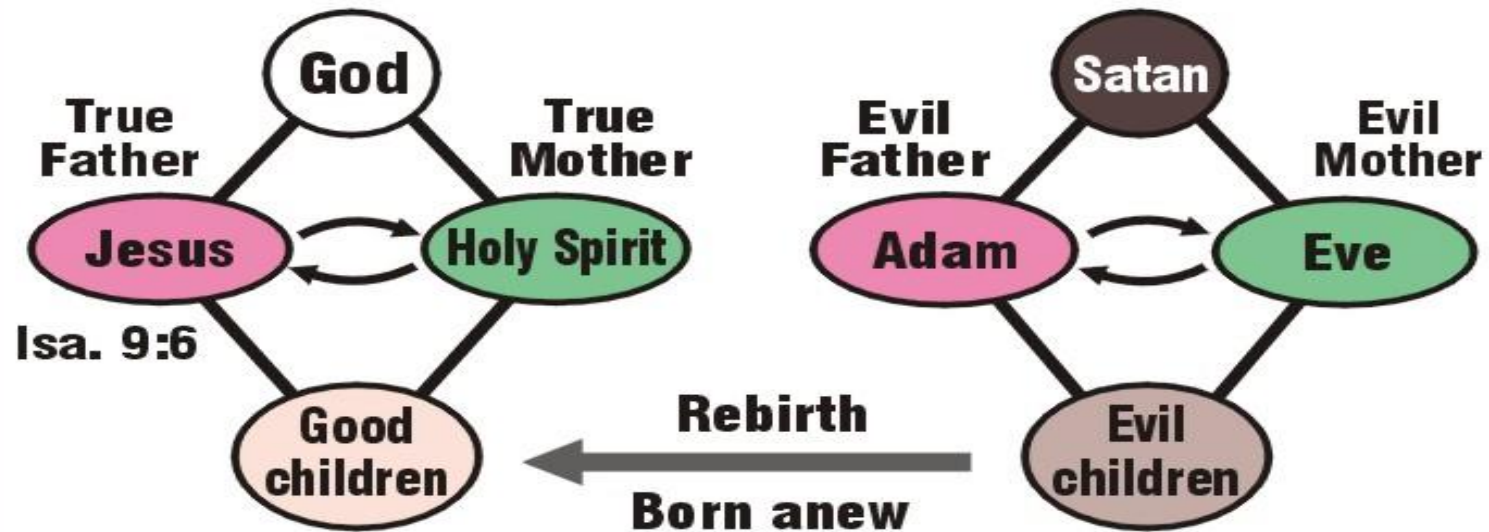 God
True
Father
True
Mother
Jesus
Holy Spirit
Isa. 9:6
Good
children
Satan
Evil
Father
Evil
Mother
Adam
Eve
Evil
children
Rebirth
Born anew